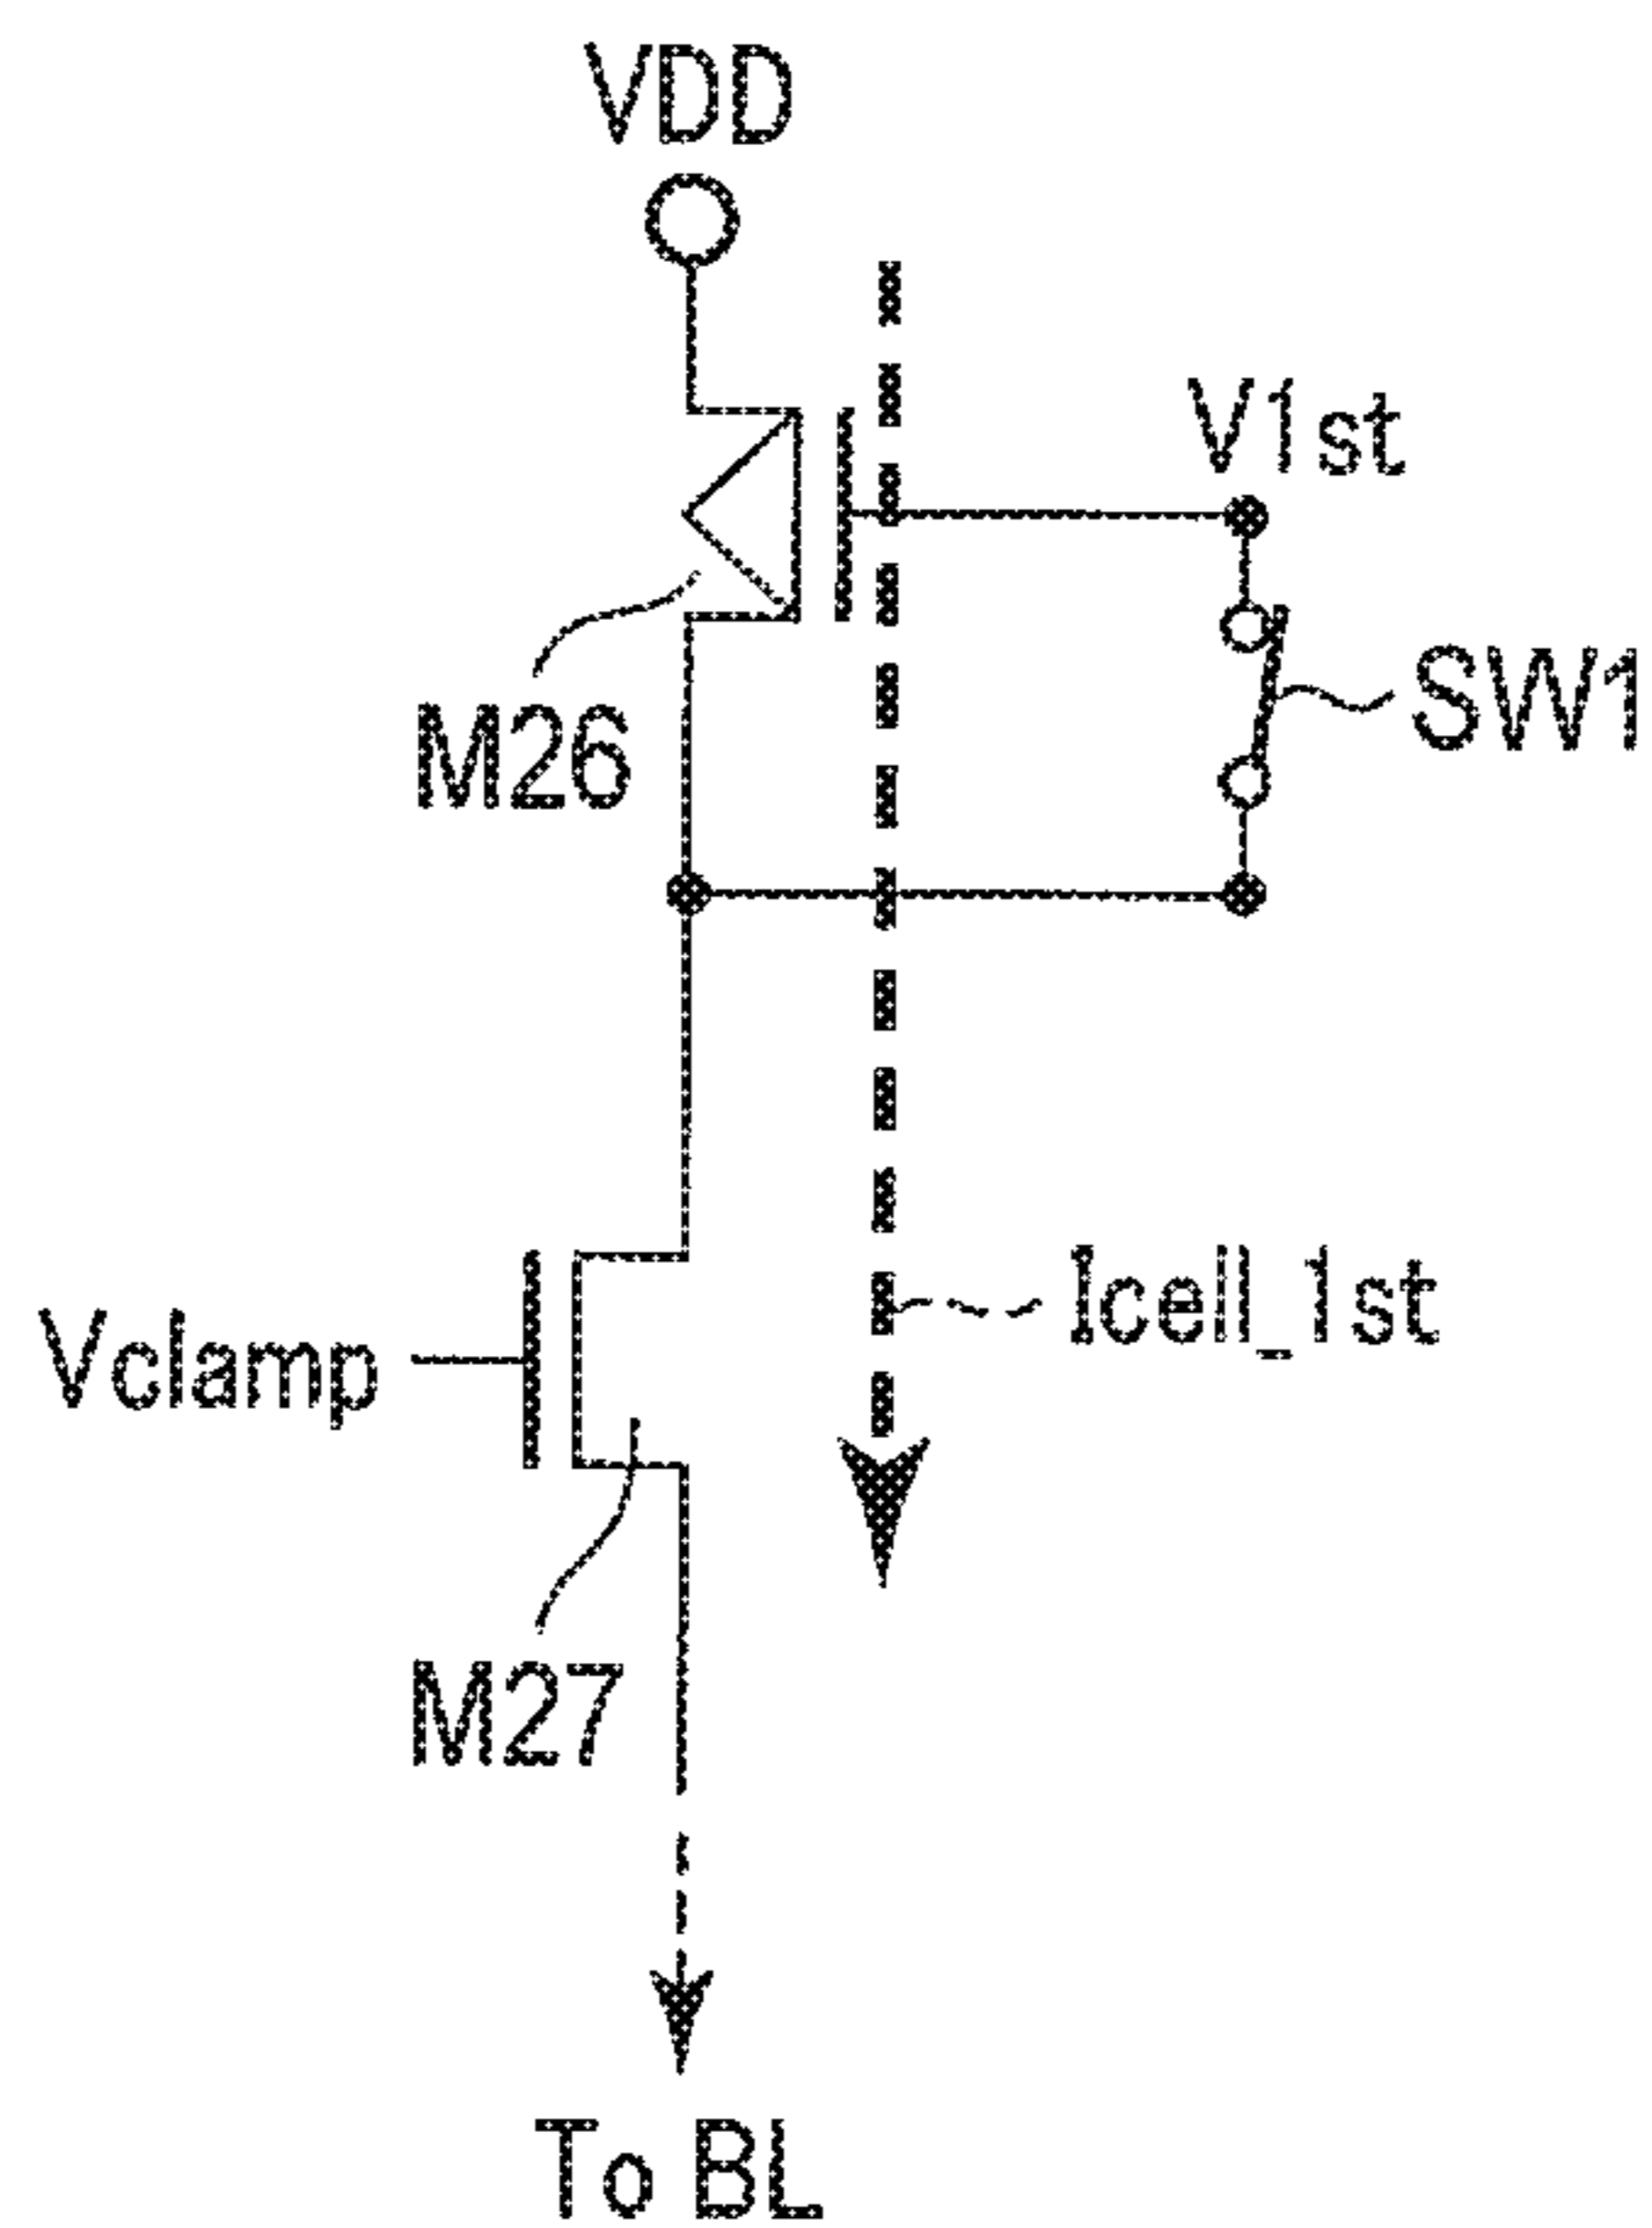 VDD
V1st
SW1
M26
Icell_1st
Vclamp
M27
To BL